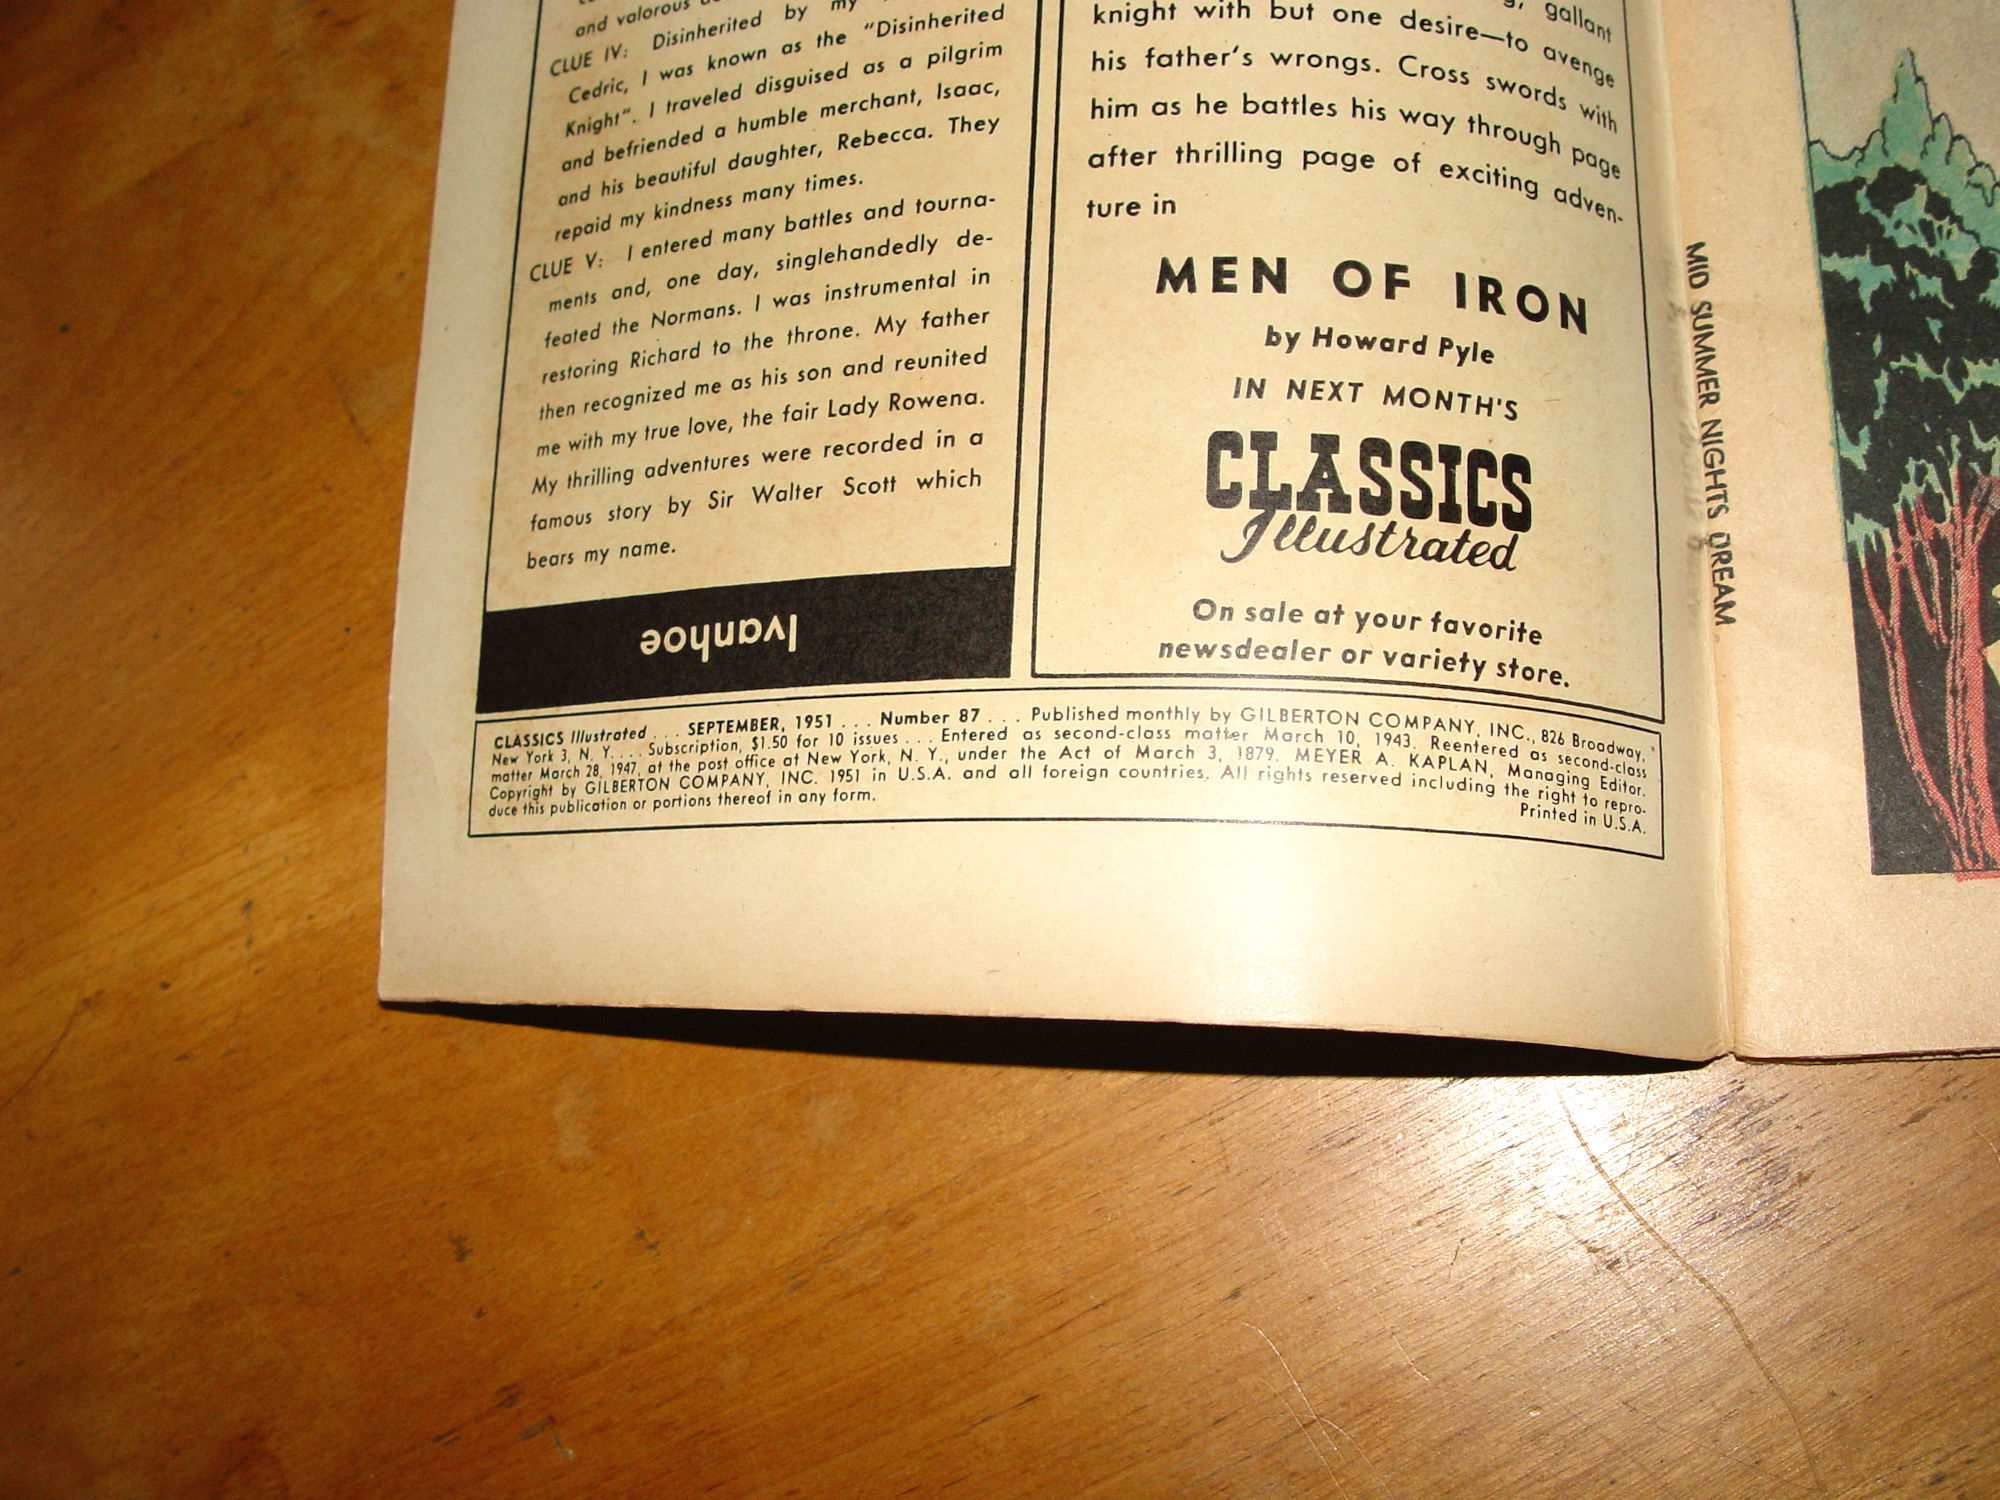 and valorous
CLUE IV: Disinherited by my
Cedric, I was known as the "Disinherited
Knight". I traveled disguised as a pilgrim
and befriended a humble merchant, Isaac,
and his beautiful daughter, Rebecca. They
repaid my kindness many times.
CLUE V: I entered many battles and tourna-
ments and, one day, singlehandedly de-
feated the Normans. I was instrumental in
restoring Richard to the throne. My father
then recognized me as his son and reunited
me with my true love, the fair Lady Rowena.
My thrilling adventures were recorded in a
famous story by Sir Walter Scott which
bears my name.
Ivanhoe
gallant
knight with but one desire—to avenge
his father's wrongs. Cross swords with
him as he battles his way through page
after thrilling page of exciting adven-
ture in
MEN OF IRON
by Howard Pyle
IN NEXT MONTH'S
CLASSICS
Illustrated
On sale at your favorite
newsdealer or variety store.
CLASSICS Illustrated . . . SEPTEMBER, 1951 . . . Number 87 . . . Published monthly by GILBERTON COMPANY, INC., 826 Broadway,
New York 3, N. Y. . . . Subscription, $1.50 for 10 issues . . . Entered as second-class matter March 10, 1943. Reentered as second-class
matter March 28, 1947, at the post office at New York, N. Y., under the Act of March 3, 1879. MEYER A. KAPLAN, Managing Editor.
Copyright by GILBERTON COMPANY, INC. 1951 in U.S.A. and all foreign countries. All rights reserved including the right to repro-
duce this publication or portions thereof in any form.
Printed in U.S.A.
MID SUMMER NIGHTS DREAM